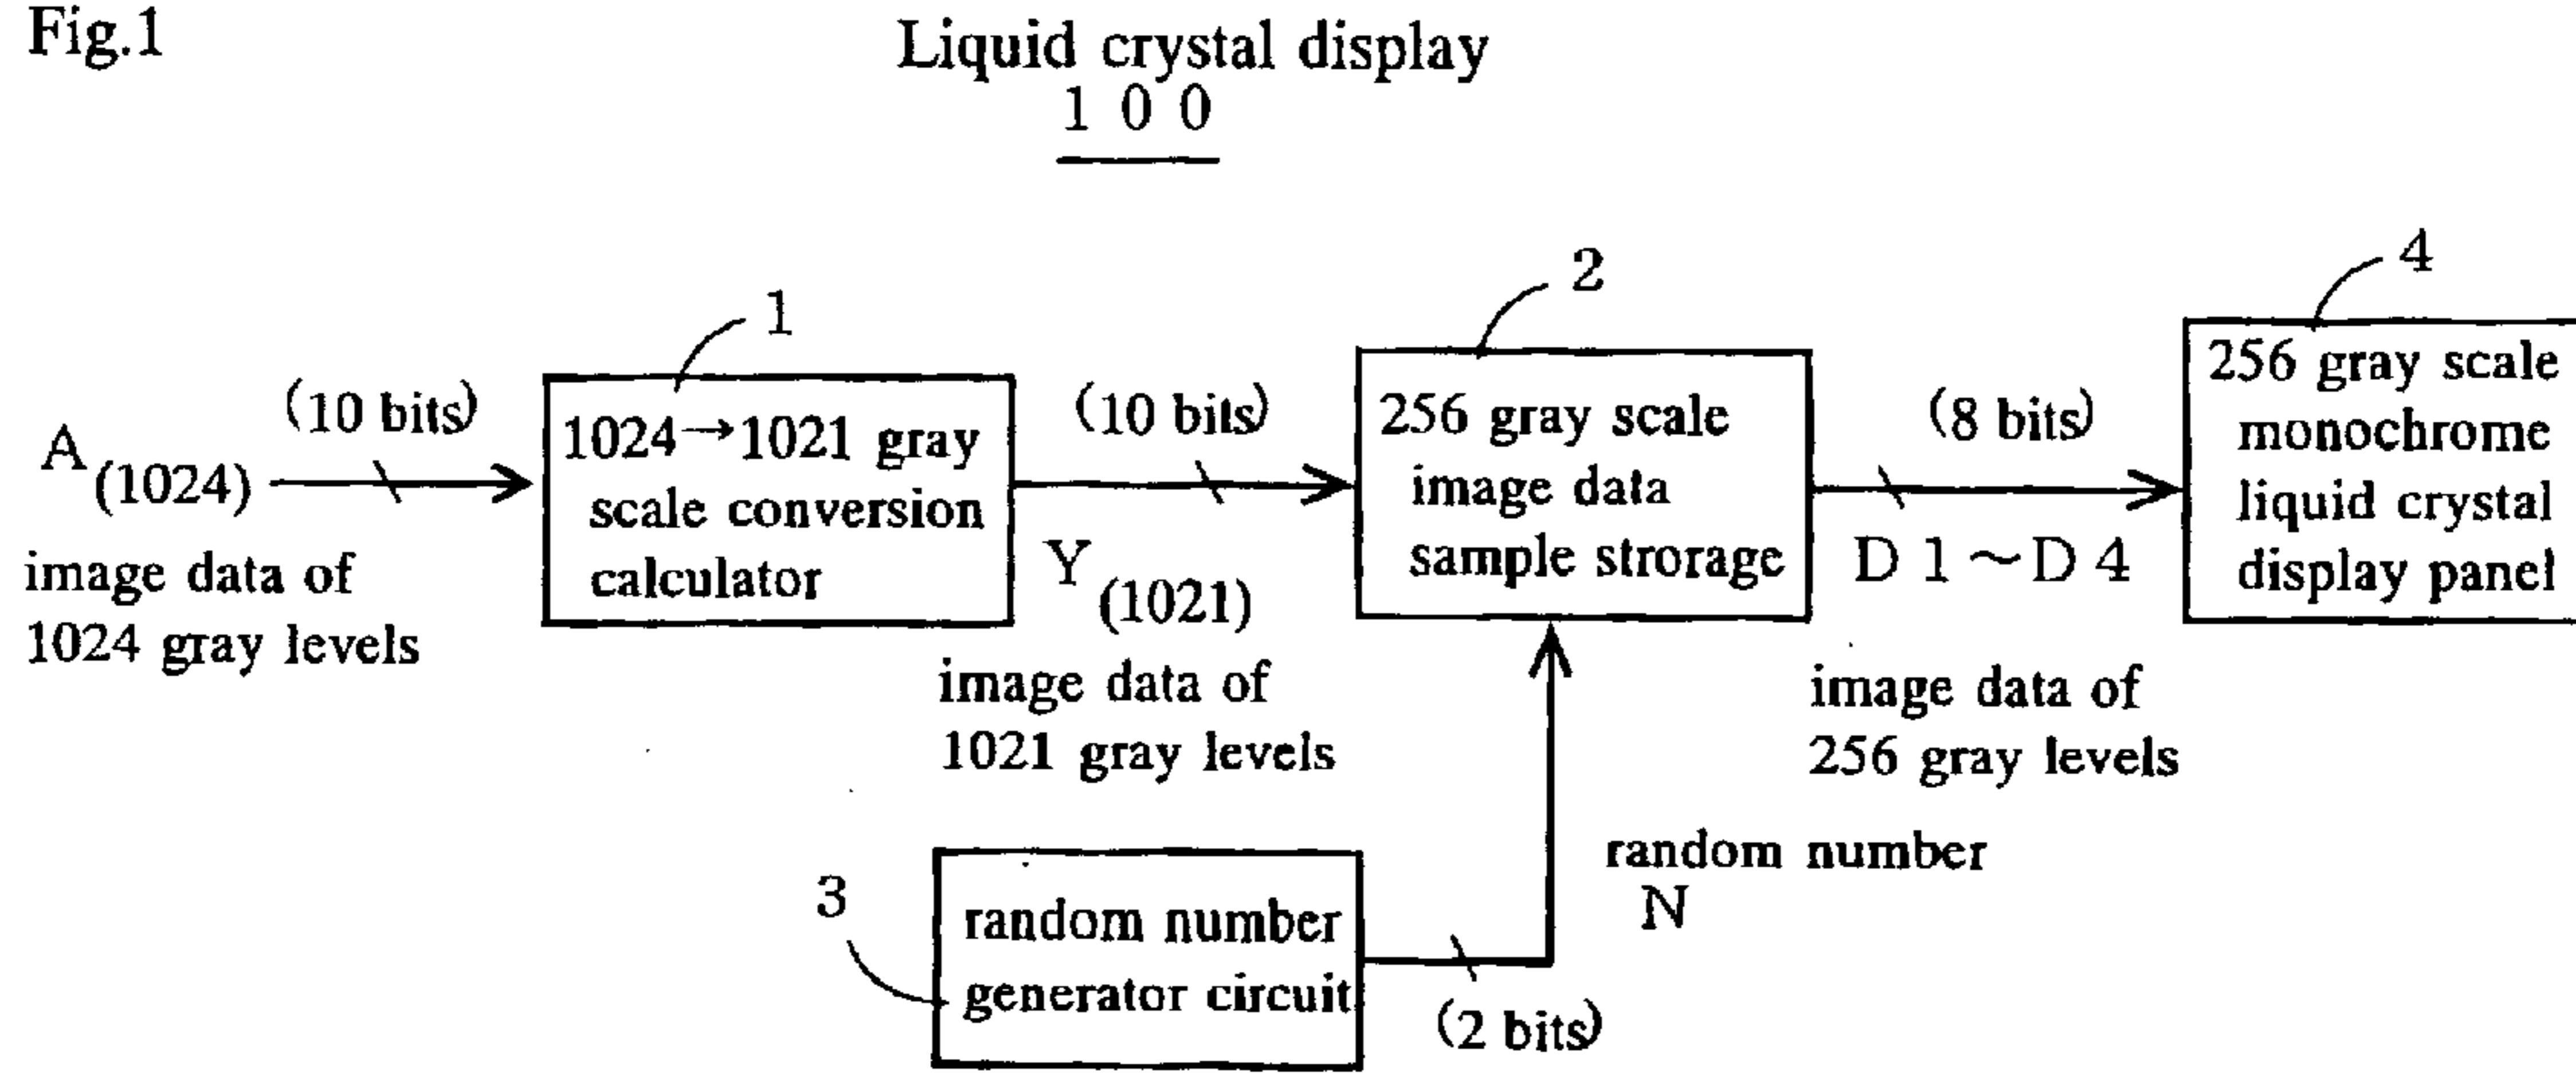 Fig.1
Liquid crystal display
1 0 0
1
2
4
A (1024)
(10 bits)
image data of
1024 gray levels
1024→1021 gray
scale conversion
calculator
(10 bits)
Y (1021)
image data of
1021 gray levels
256 gray scale
image data
sample strorage
(8 bits)
D 1～D 4
image data of
256 gray levels
256 gray scale
monochrome
liquid crystal
display panel
3
random number
generator circuit
(2 bits)
random number
N